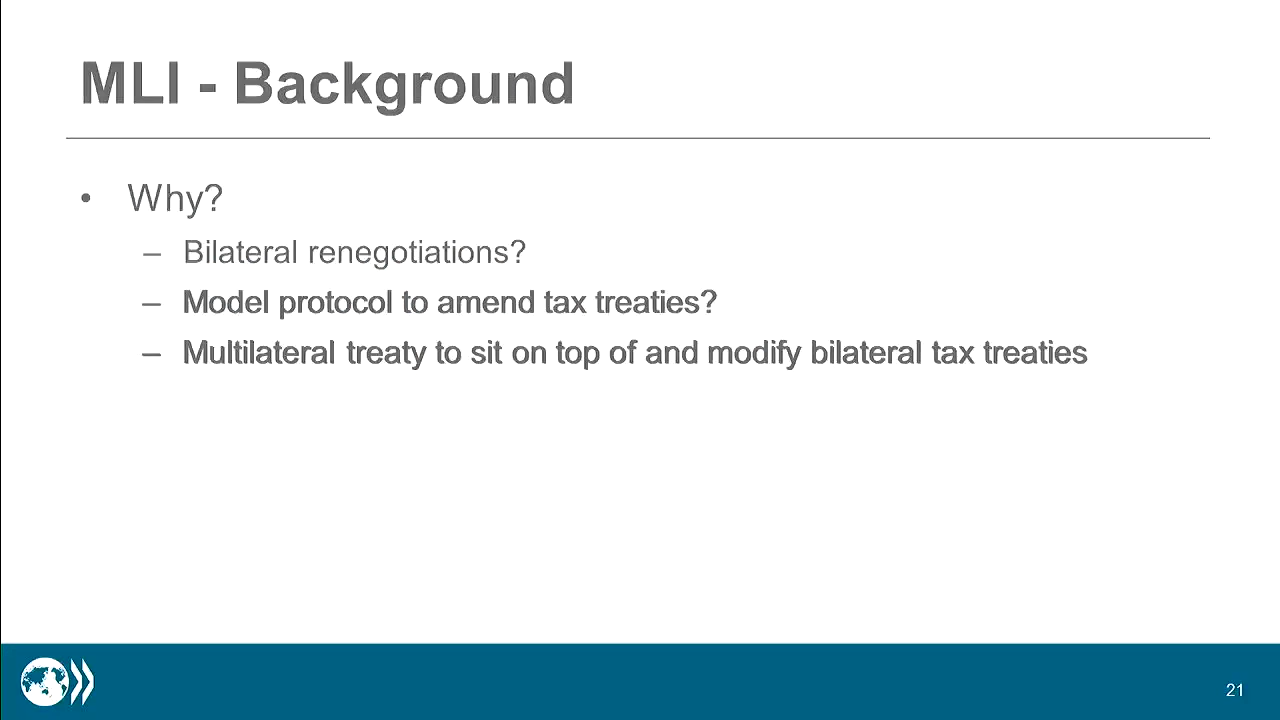 MLI - Background
• Why?
– Bilateral renegotiations?
– Model protocol to amend tax treaties?
– Multilateral treaty to sit on top of and modify bilateral tax treaties
21